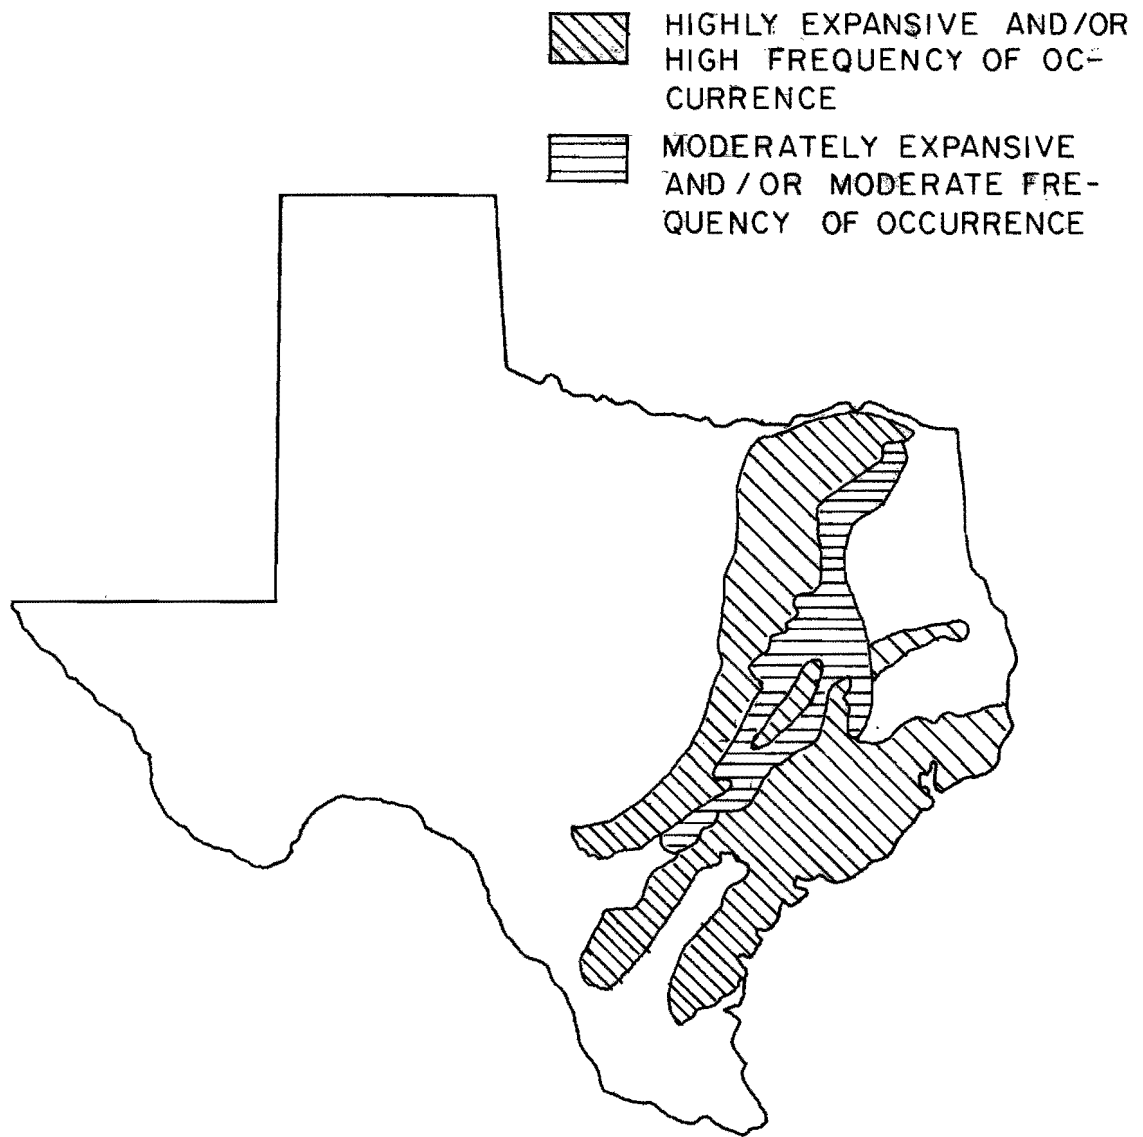 HIGHLY EXPANSIVE AND/OR
HIGH FREQUENCY OF OC-
CURRENCE
MODERATELY EXPANSIVE
AND/OR MODERATE FRE-
QUENCY OF OCCURRENCE